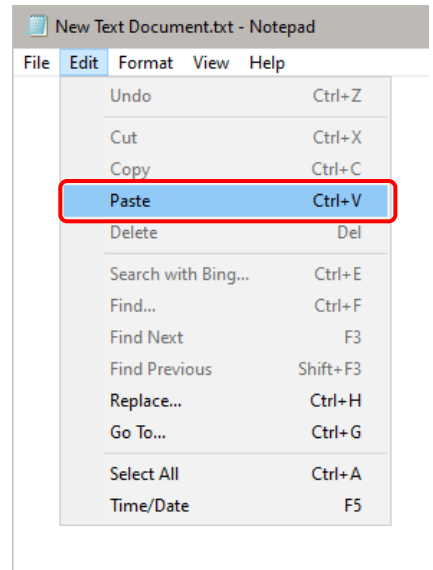 New Text Document.txt - Notepad
File Edit Format View Help
Undo Ctrl+Z
Cut Ctrl+X
Copy Ctrl+C
Paste Ctrl+V
Delete Del
Search with Bing... Ctrl+E
Find... Ctrl+F
Find Next F3
Find Previous Shift+F3
Replace... Ctrl+H
Go To... Ctrl+G
Select All Ctrl+A
Time/Date F5